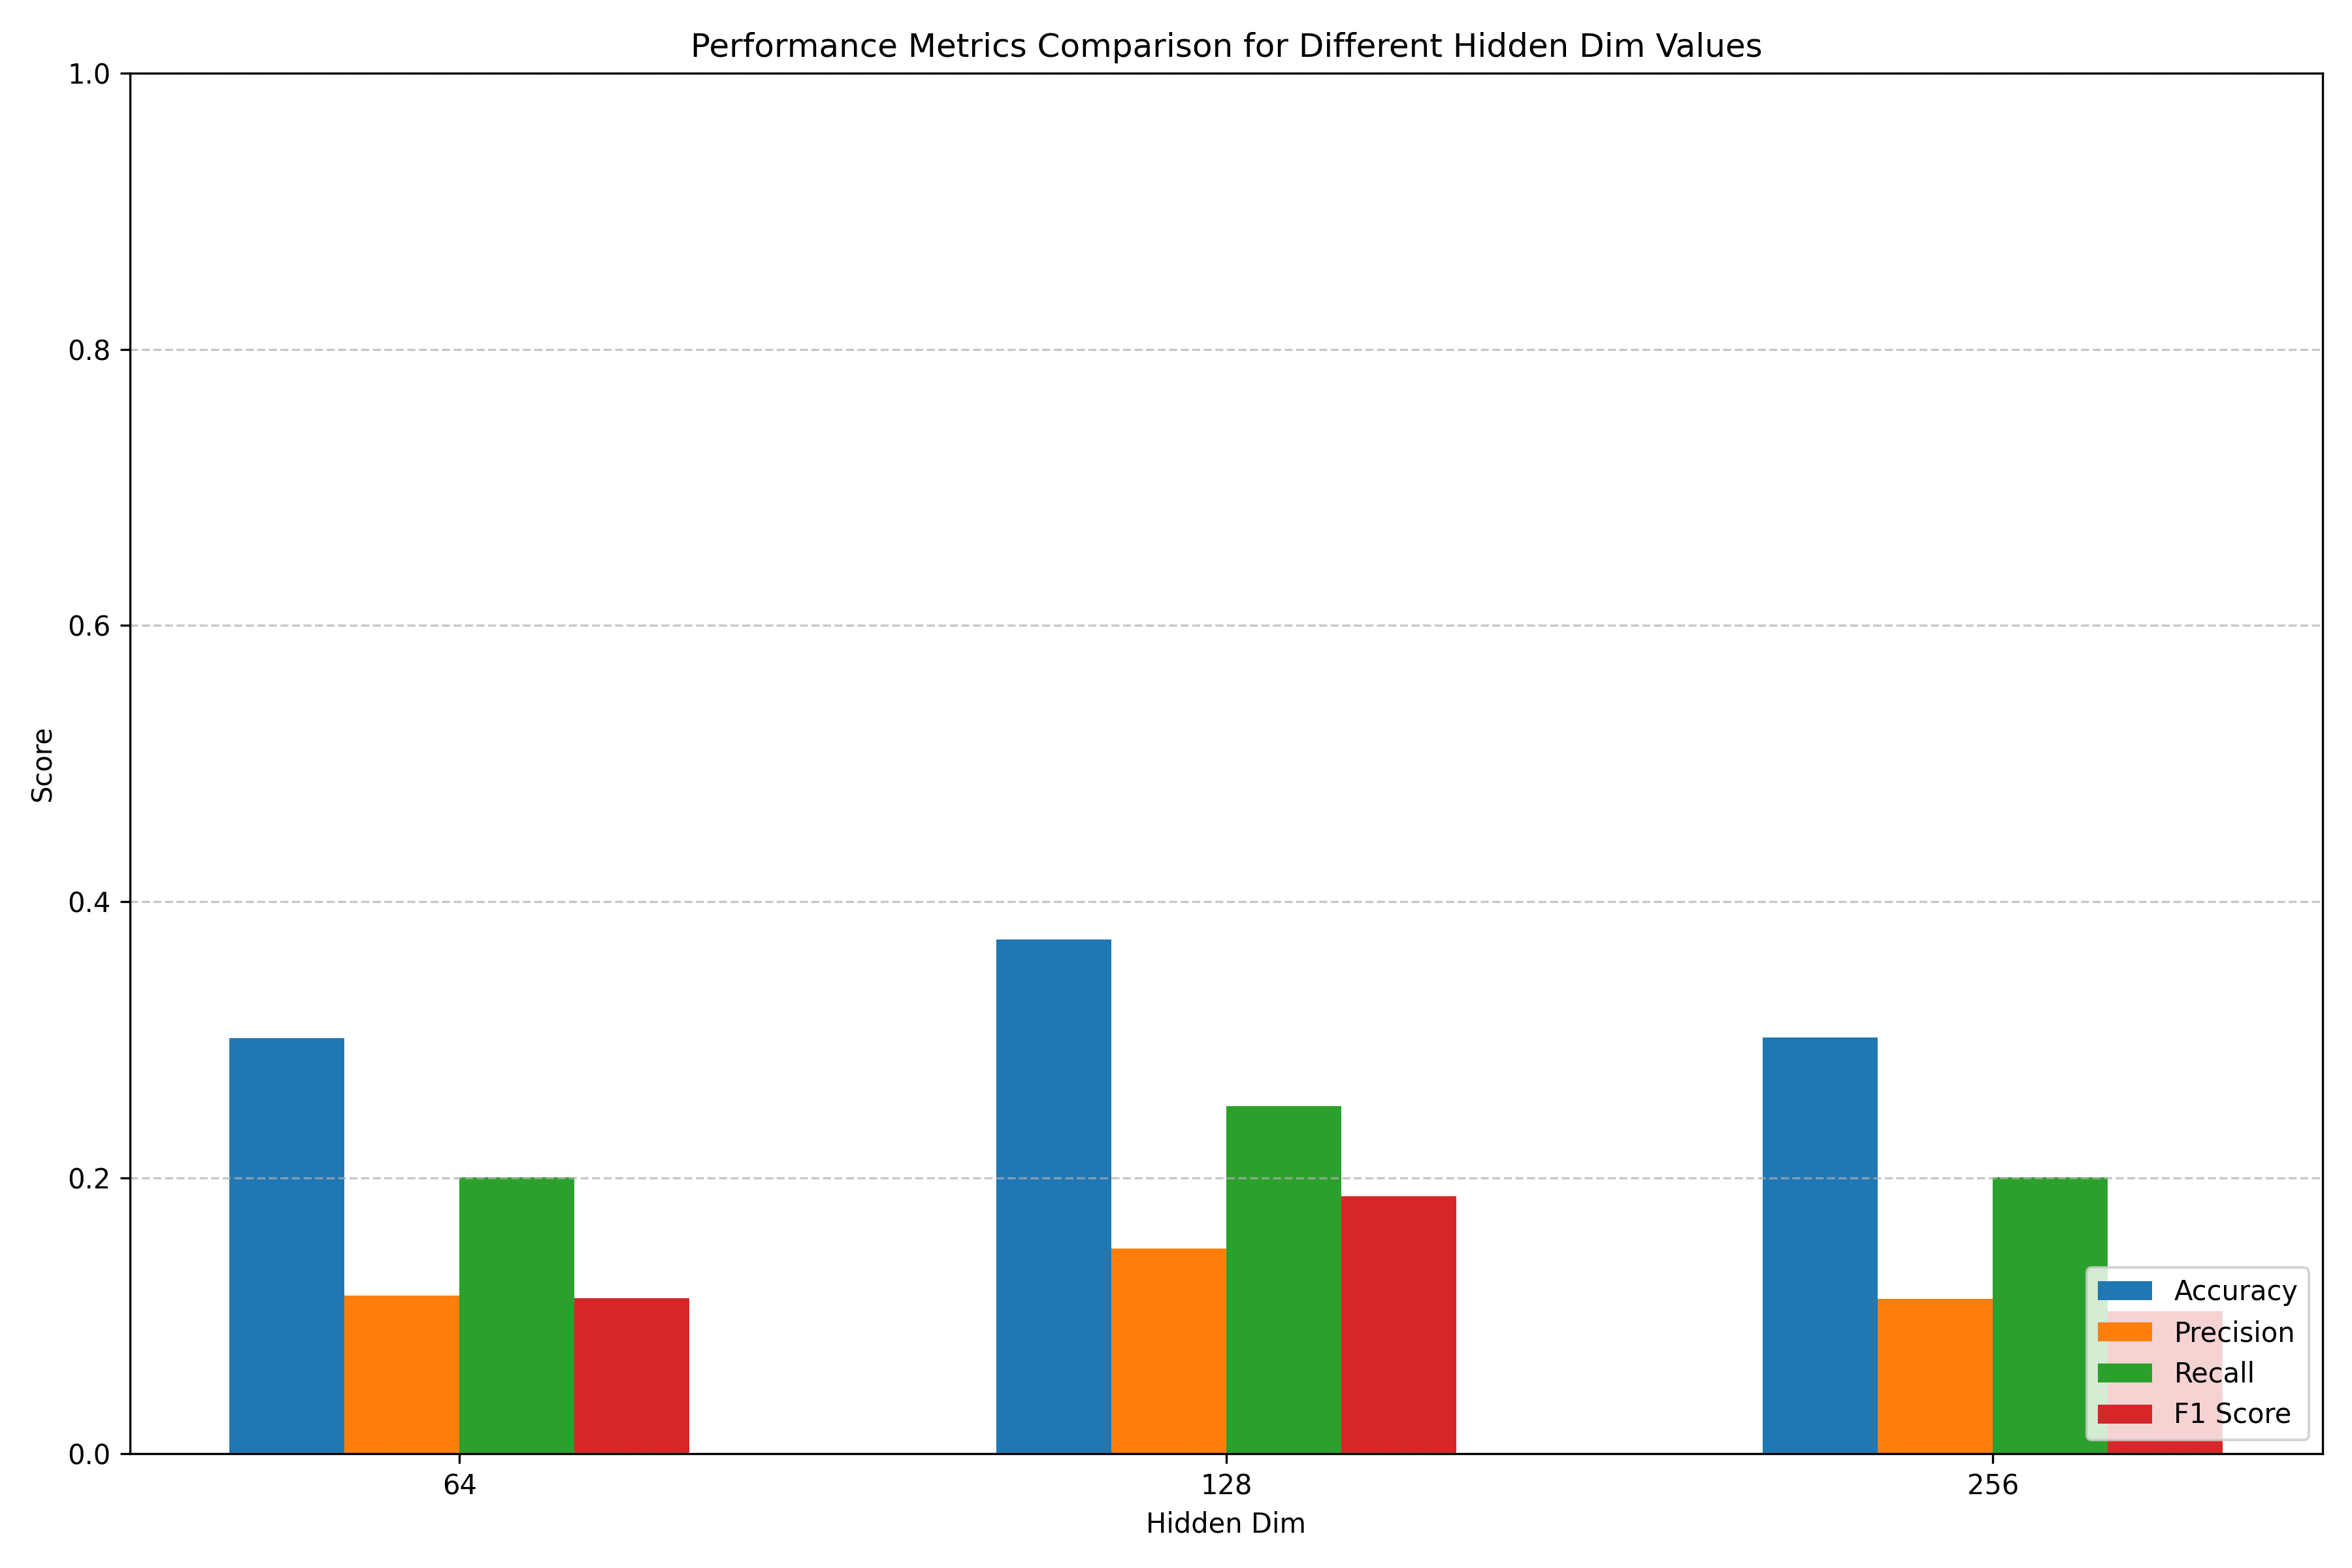 Performance Metrics Comparison for Different Hidden Dim Values
1.0
0.8
0.6
0.4
0.2
0.0
Score
64
128
256
Hidden Dim
Accuracy
Precision
Recall
F1 Score